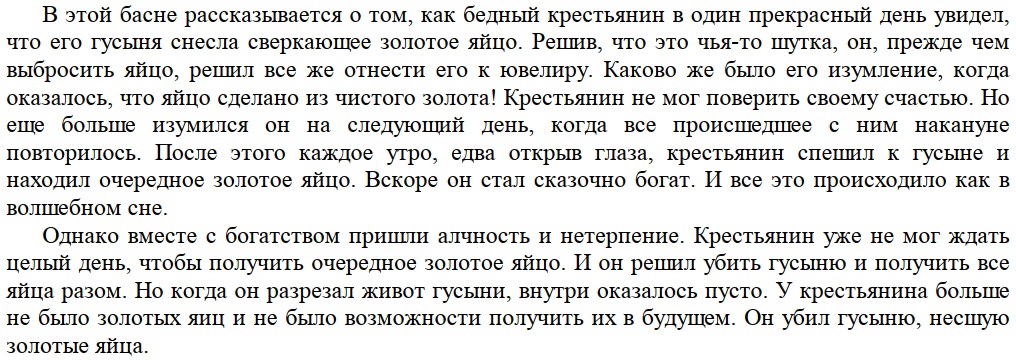 В этой басне рассказывается о том, как бедный крестьянин в один прекрасный день увидел,
что его гусыня снесла сверкающее золотое яйцо. Решив, что это чья-то шутка, он, прежде чем
выбросить яйцо, решил все же отнести его к ювелиру. Каково же было его изумление, когда
оказалось, что яйцо сделано из чистого золота! Крестьянин не мог поверить своему счастью. Но
еще больше изумился он на следующий день, когда все происшедшее с ним накануне
повторилось. После этого каждое утро, едва открыв глаза, крестьянин спешил к гусыне и
находил очередное золотое яйцо. Вскоре он стал сказочно богат. И все это происходило как в
волшебном сне.
Однако вместе с богатством пришли алчность и нетерпение. Крестьянин уже не мог ждать
целый день, чтобы получить очередное золотое яйцо. И он решил убить гусыню и получить все
яйца разом. Но когда он разрезал живот гусыни, внутри оказалось пусто. У крестьянина больше
не было золотых яиц и не было возможности получить их в будущем. Он убил гусыню, несшую
золотые яйца.